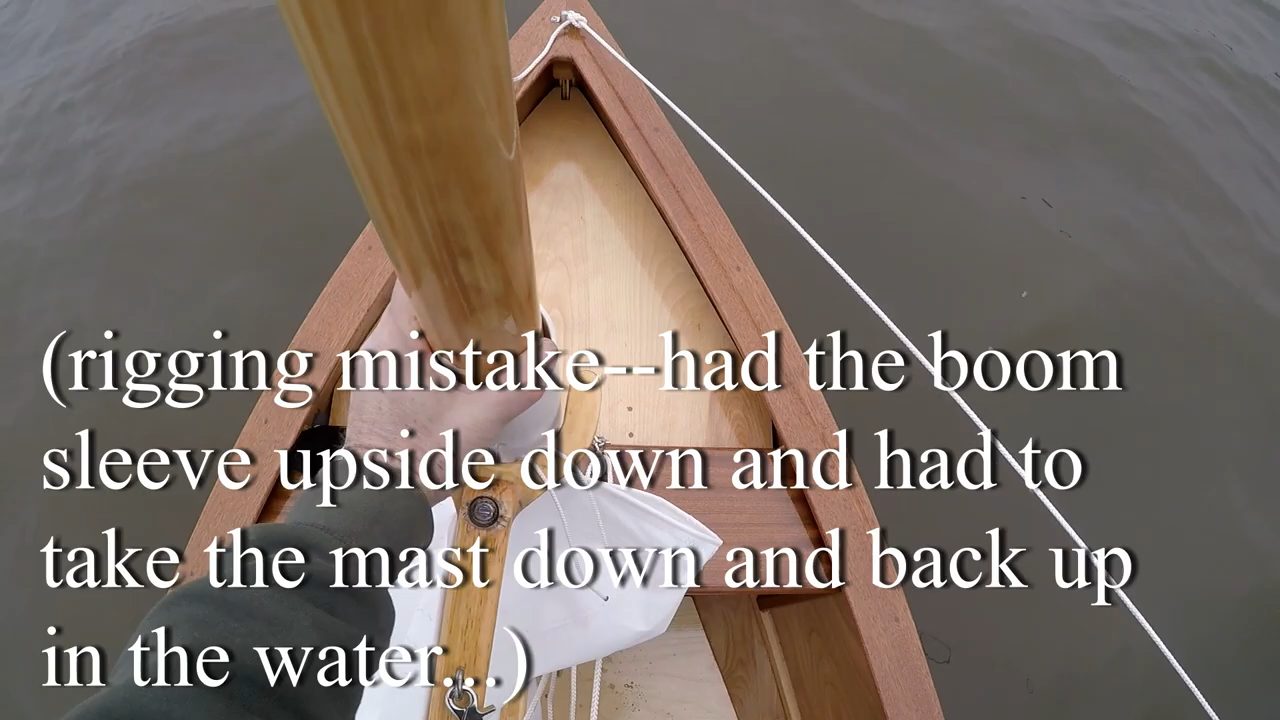 (rigging mistake--had the boom
sleeve upside down and had to
take the mast down and back up
in the water...)